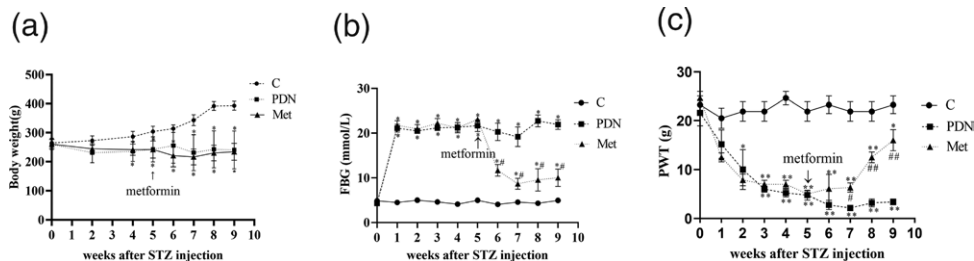 (a)
500
400
300
200
100
0
Body weight(g)
C
PDN
Met
metformin
0 1 2 3 4 5 6 7 8 9 10
weeks after STZ injection
(b)
30
20
10
0
FBG (mmol/L)
C
PDN
Met
metformin
0 1 2 3 4 5 6 7 8 9 10
weeks after STZ injection
(c)
30
20
10
0
PWT (g)
C
PDN
Met
metformin
0 1 2 3 4 5 6 7 8 9 10
weeks after STZ injection